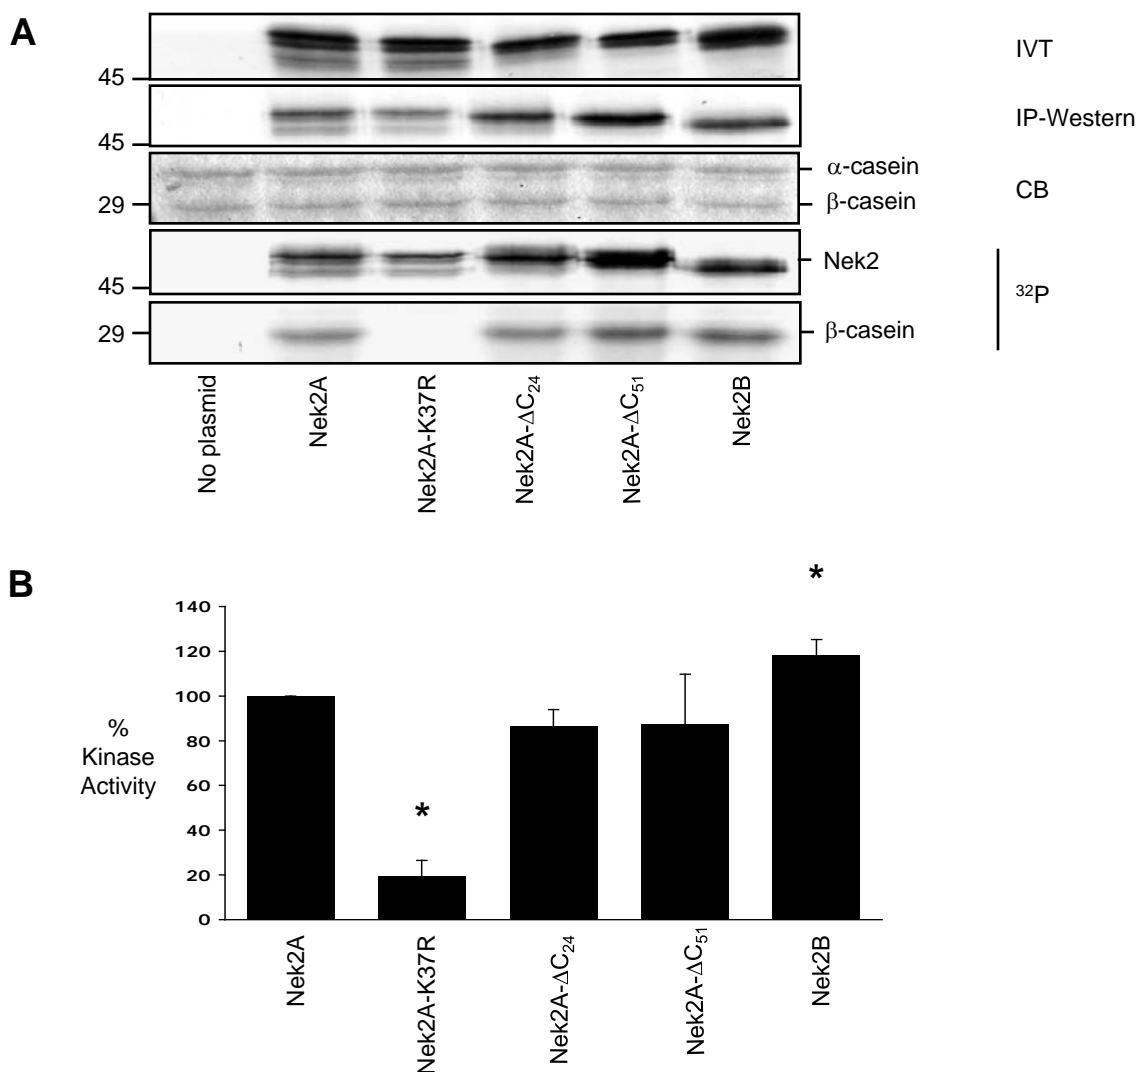 A
IVT
45
IP-Western
45
α-casein
CB
29
β-casein
Nek2
45
32P
29
β-casein
No plasmid
Nek2A
Nek2A-K37R
Nek2A-ΔC24
Nek2A-ΔC51
Nek2B
B
*
140
120
100
80
60
40
20
0
%
Kinase
Activity
*
Nek2A
Nek2A-K37R
Nek2A-ΔC24
Nek2A-ΔC51
Nek2B